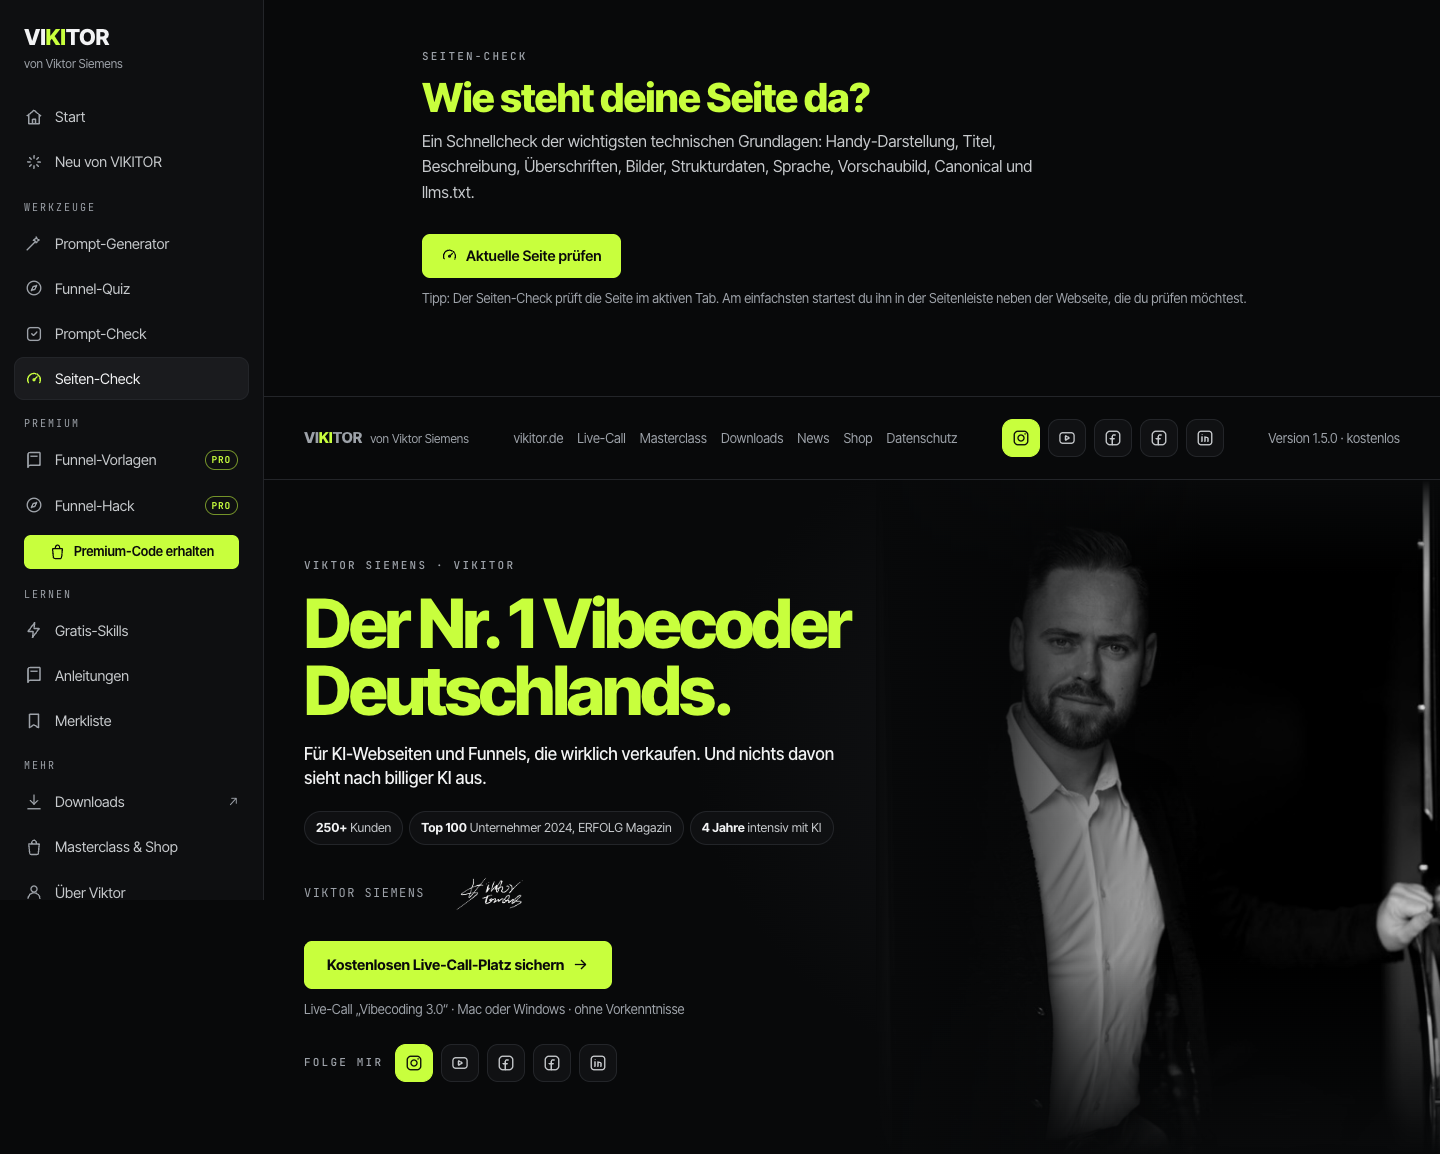 VIKITOR
von Viktor Siemens
Start
Neu von VIKITOR
WERKZEUGE
Prompt-Generator
Funnel-Quiz
Prompt-Check
Seiten-Check
PREMIUM
Funnel-Vorlagen PRO
Funnel-Hack PRO
Premium-Code erhalten
LERNEN
Gratis-Skills
Anleitungen
Merkliste
MEHR
Downloads
Masterclass & Shop
Über Viktor
SEITEN-CHECK
Wie steht deine Seite da?
Ein Schnellcheck der wichtigsten technischen Grundlagen: Handy-Darstellung, Titel,
Beschreibung, Überschriften, Bilder, Strukturdaten, Sprache, Vorschaubild, Canonical und
llms.txt.
Aktuelle Seite prüfen
Tipp: Der Seiten-Check prüft die Seite im aktiven Tab. Am einfachsten startest du ihn in der Seitenleiste neben der Webseite, die du prüfen möchtest.
VIKITOR von Viktor Siemens vikitor.de Live-Call Masterclass Downloads News Shop Datenschutz Version 1.5.0 · kostenlos
VIKTOR SIEMENS · VIKITOR
Der Nr. 1 Vibecoder
Deutschlands.
Für KI-Webseiten und Funnels, die wirklich verkaufen. Und nichts davon
sieht nach billiger KI aus.
250+ Kunden Top 100 Unternehmer 2024, ERFOLG Magazin 4 Jahre intensiv mit KI
VIKTOR SIEMENS
Kostenlosen Live-Call-Platz sichern →
Live-Call „Vibecoding 3.0“ · Mac oder Windows · ohne Vorkenntnisse
FOLGE MIR